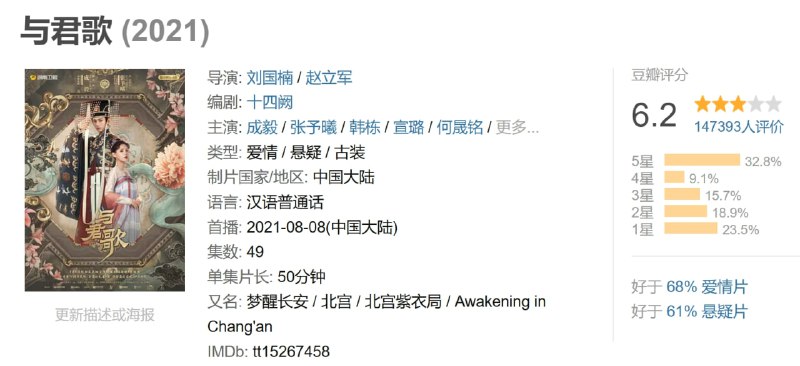 与君歌 (2021)
与君歌
更新描述或海报
导演: 刘国楠 / 赵立军
编剧: 十四阙
主演: 成毅 / 张予曦 / 韩栋 / 宣璐 / 何晟铭 / 更多...
类型: 爱情 / 悬疑 / 古装
制片国家/地区: 中国大陆
语言: 汉语普通话
首播: 2021-08-08(中国大陆)
集数: 49
单集片长: 50分钟
又名: 梦醒长安 / 北宫 / 北宫紫衣局 / Awakening in
Chang'an
IMDb: tt15267458
豆瓣评分
6.2
147393人评价
5星 32.8%
4星 9.1%
3星 15.7%
2星 18.9%
1星 23.5%
好于 68% 爱情片
好于 61% 悬疑片